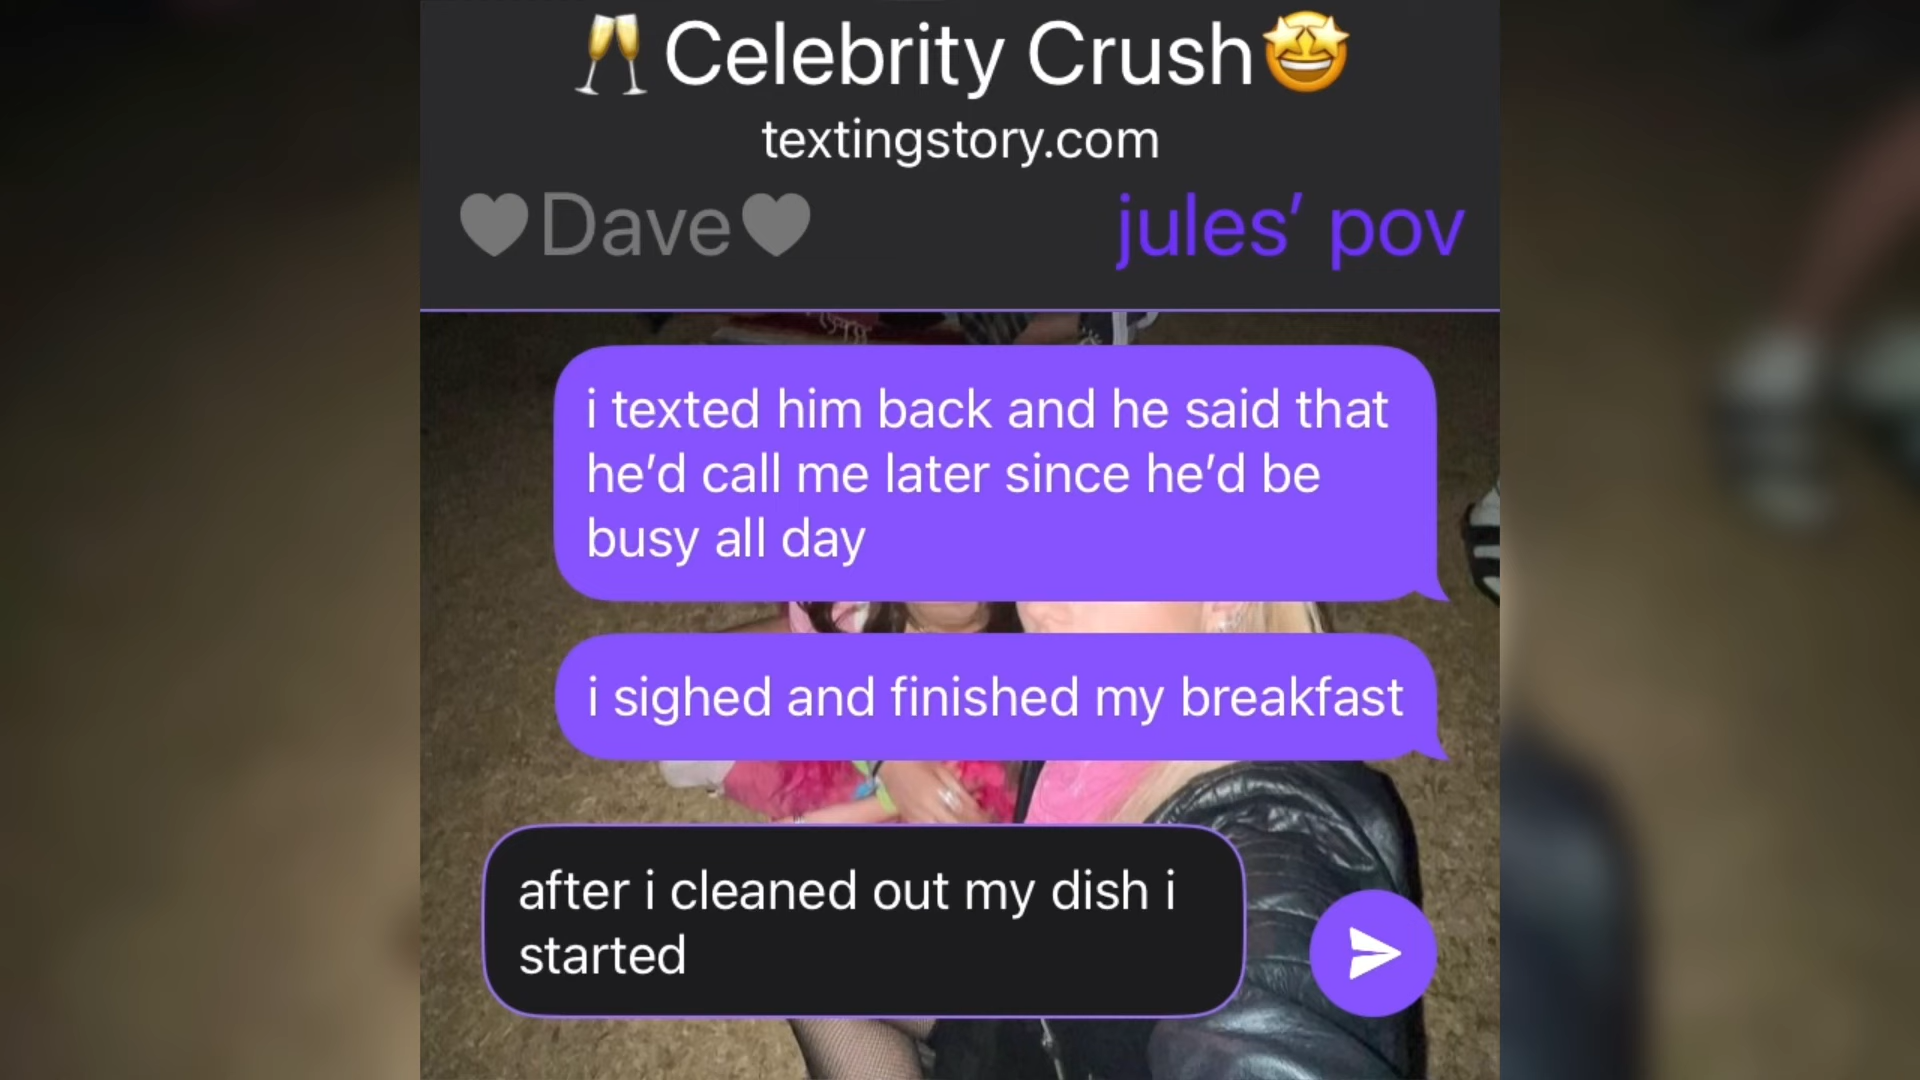 🥂Celebrity Crush🤩
textingstory.com
🖤Dave🖤
jules’ pov
i texted him back and he said that
he’d call me later since he’d be
busy all day
i sighed and finished my breakfast
after i cleaned out my dish i
started